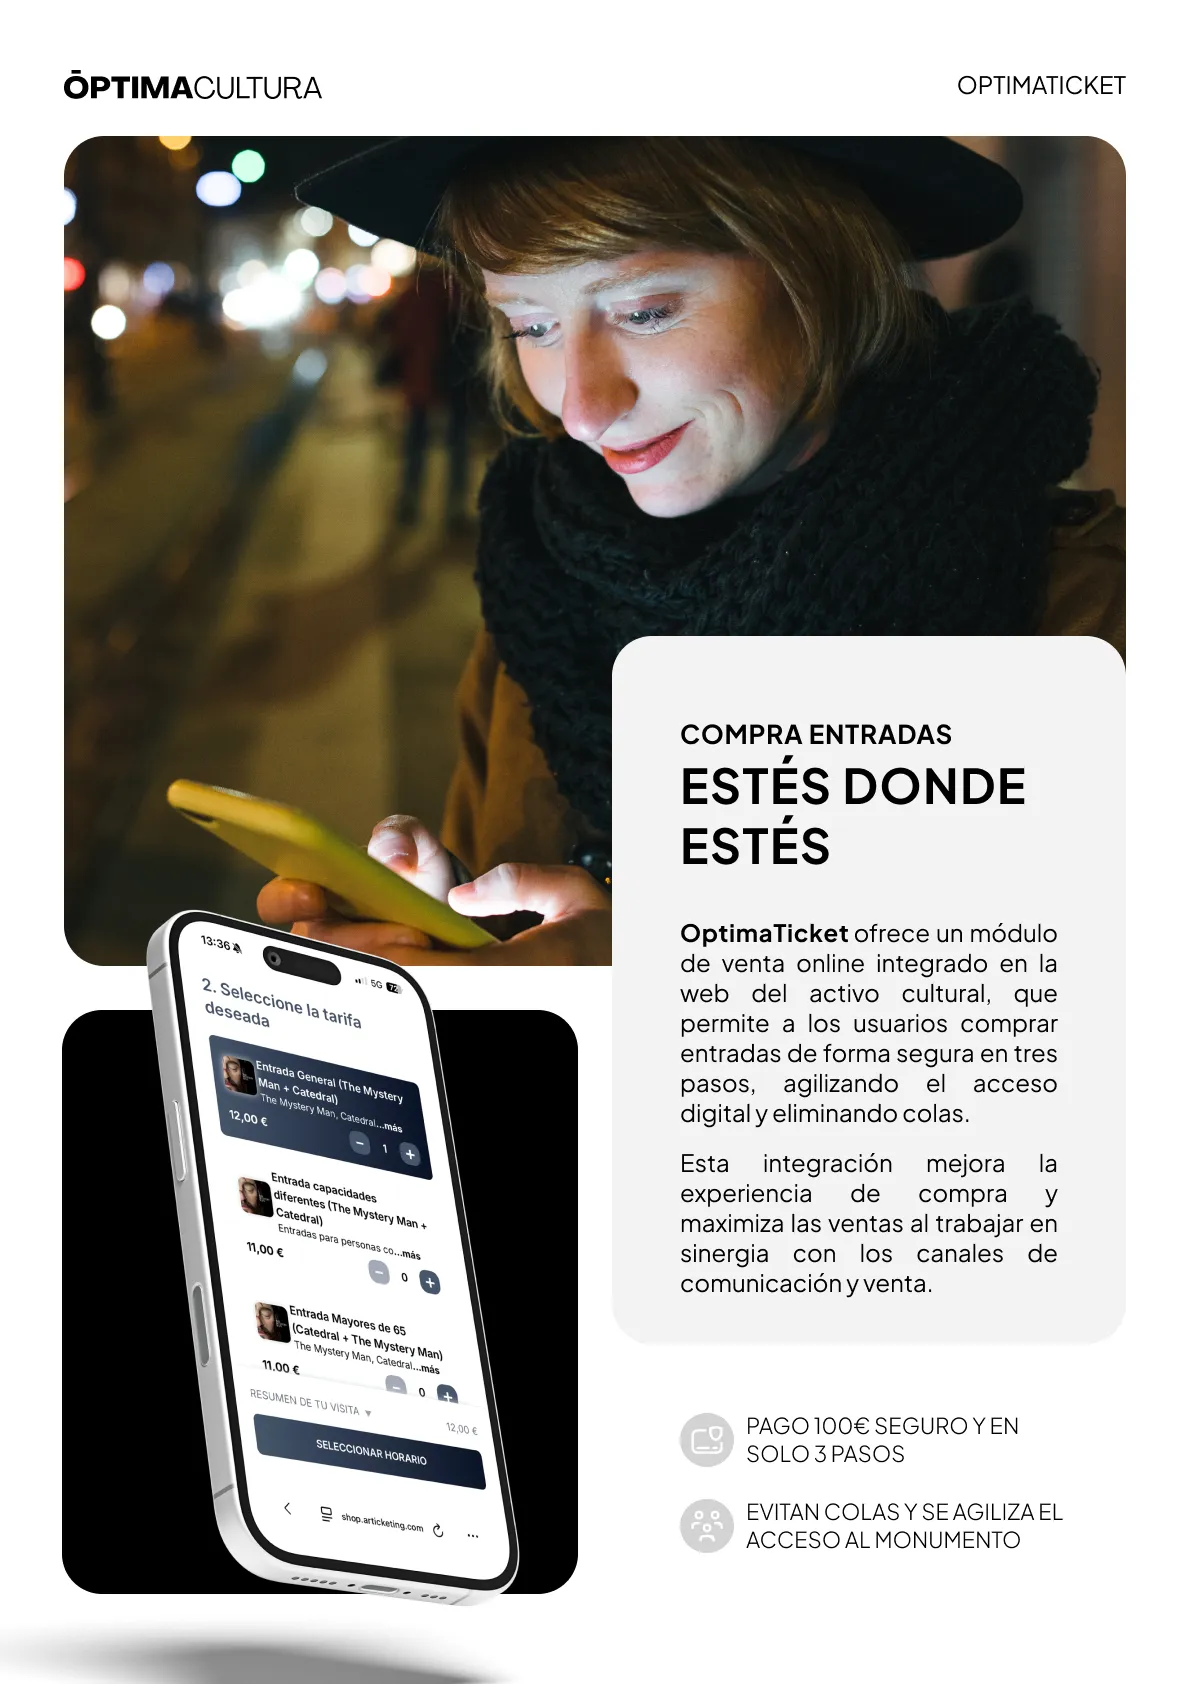 ŌPTIMACULTURA
OPTIMATICKET
COMPRA ENTRADAS
ESTÉS DONDE
ESTÉS
OptimaTicket ofrece un módulo
de venta online integrado en la
web del activo cultural, que
permite a los usuarios comprar
entradas de forma segura en tres
pasos, agilizando el acceso
digital y eliminando colas.
Esta integración mejora la
experiencia de compra y
maximiza las ventas al trabajar en
sinergia con los canales de
comunicación y venta.
13:36
5G
72
2. Seleccione la tarifa
deseada
Entrada General (The Mystery
Man + Catedral)
The Mystery Man, Catedral...más
12,00 €
− 1 +
Entrada capacidades
diferentes (The Mystery Man +
Catedral)
Entradas para personas co...más
11,00 €
− 0 +
Entrada Mayores de 65
(Catedral + The Mystery Man)
The Mystery Man, Catedral...más
11,00 €
− 0 +
RESUMEN DE TU VISITA ▼
12,00 €
SELECCIONAR HORARIO
shop.articketing.com
PAGO 100€ SEGURO Y EN
SOLO 3 PASOS
EVITAN COLAS Y SE AGILIZA EL
ACCESO AL MONUMENTO